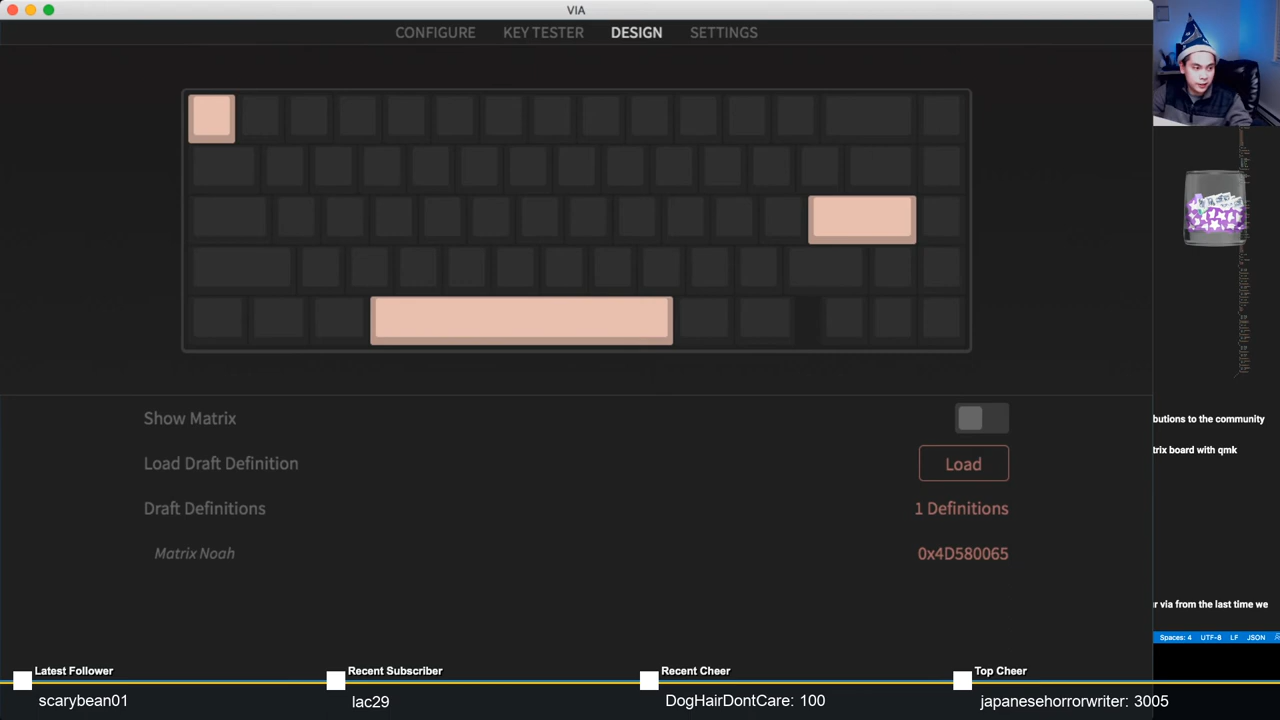 VIA
CONFIGURE KEY TESTER DESIGN SETTINGS
Show Matrix
Load Draft Definition Load
Draft Definitions 1 Definitions
Matrix Noah 0x4D580065
butions to the community
trix board with qmk
r via from the last time we
Spaces: 4 UTF-8 LF JSON
Latest Follower Recent Subscriber Recent Cheer Top Cheer
scarybean01 lac29 DogHairDontCare: 100 japanesehorrorwriter: 3005